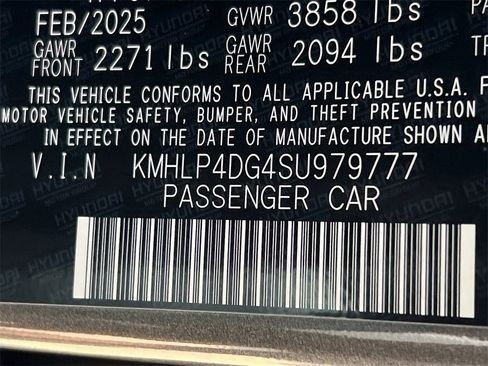 FEB/2025 GVWR 3858 lbs PA
GAWR FRONT 2271 lbs GAWR REAR 2094 lbs
THIS VEHICLE CONFORMS TO ALL APPLICABLE U.S.A. F
MOTOR VEHICLE SAFETY, BUMPER, AND THEFT PREVENTION
IN EFFECT ON THE DATE OF MANUFACTURE SHOWN A
V.I.N KMHLP4DG4SU979777
PASSENGER CAR